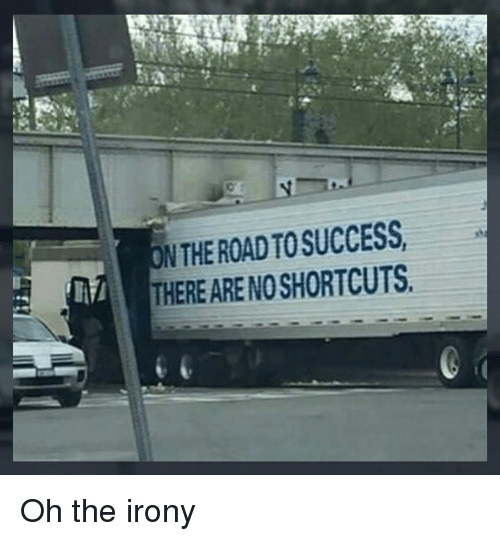 ON THE ROAD TO SUCCESS,
THERE ARE NO SHORTCUTS.
Oh the irony